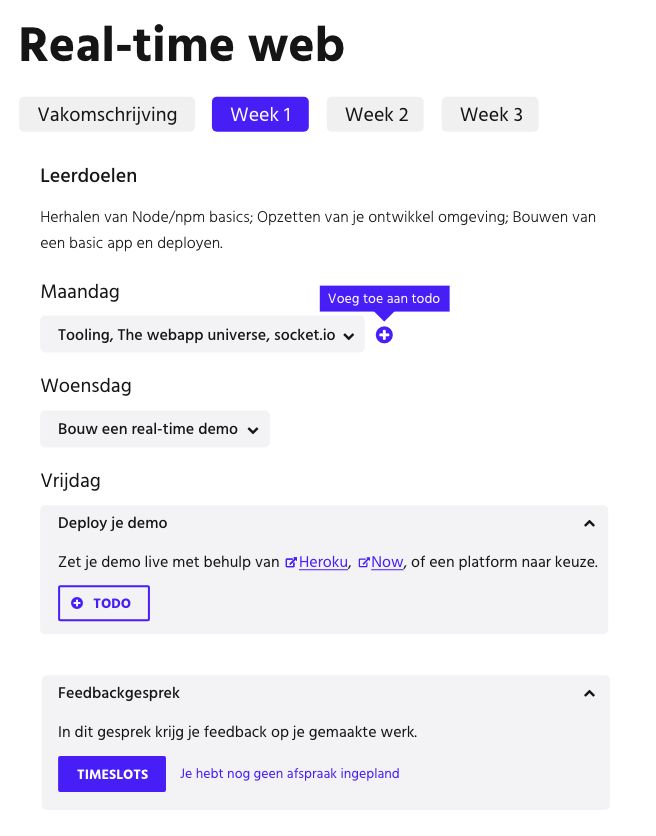 Real-time web
Vakomschrijving Week 1 Week 2 Week 3
Leerdoelen
Herhalen van Node/npm basics; Opzetten van je ontwikkel omgeving; Bouwen van
een basic app en deployen.
Maandag
Voeg toe aan todo
Tooling, The webapp universe, socket.io
Woensdag
Bouw een real-time demo
Vrijdag
Deploy je demo
Zet je demo live met behulp van Heroku, Now, of een platform naar keuze.
TODO
Feedbackgesprek
In dit gesprek krijg je feedback op je gemaakte werk.
TIMESLOTS Je hebt nog geen afspraak ingepland